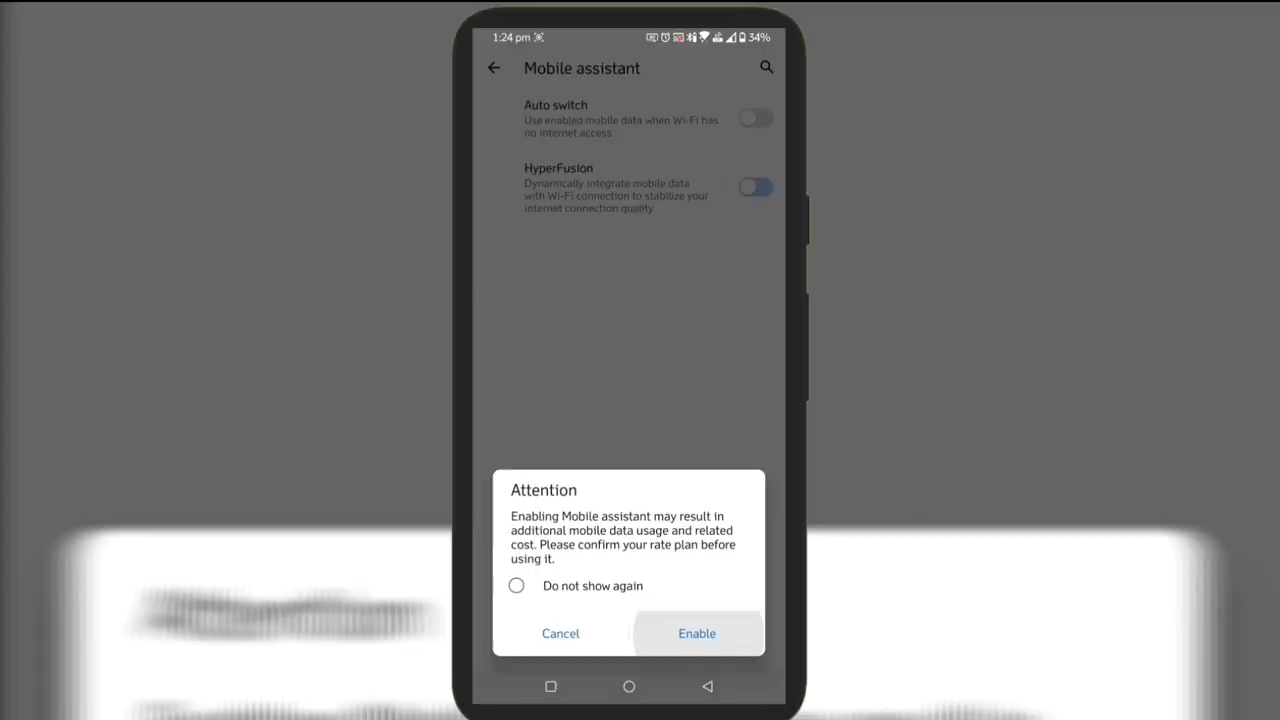 1:24 pm
34%
Mobile assistant
Auto switch
Use enabled mobile data when Wi-Fi has
no internet access
HyperFusion
Dynamically integrate mobile data
with Wi-Fi connection to stabilize your
internet connection quality
Attention
Enabling Mobile assistant may result in
additional mobile data usage and related
cost. Please confirm your rate plan before
using it.
Do not show again
Cancel
Enable